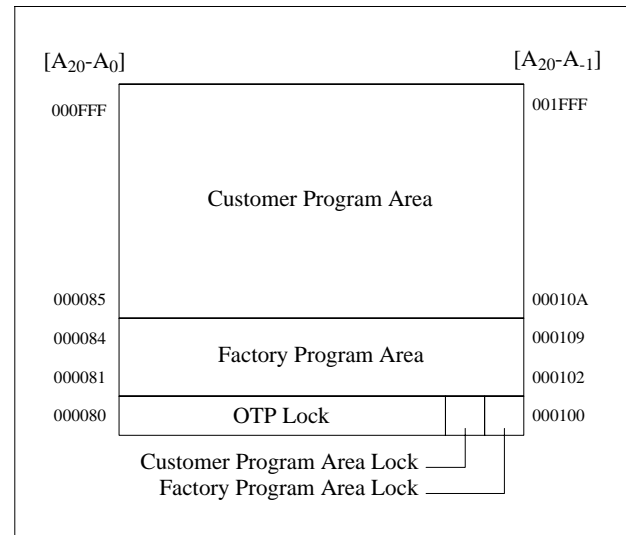 [A20-A0] [A20-A-1]
000FFF 001FFF
Customer Program Area
000085 00010A
000084 000109
Factory Program Area
000081 000102
000080 OTP Lock 000100
Customer Program Area Lock
Factory Program Area Lock